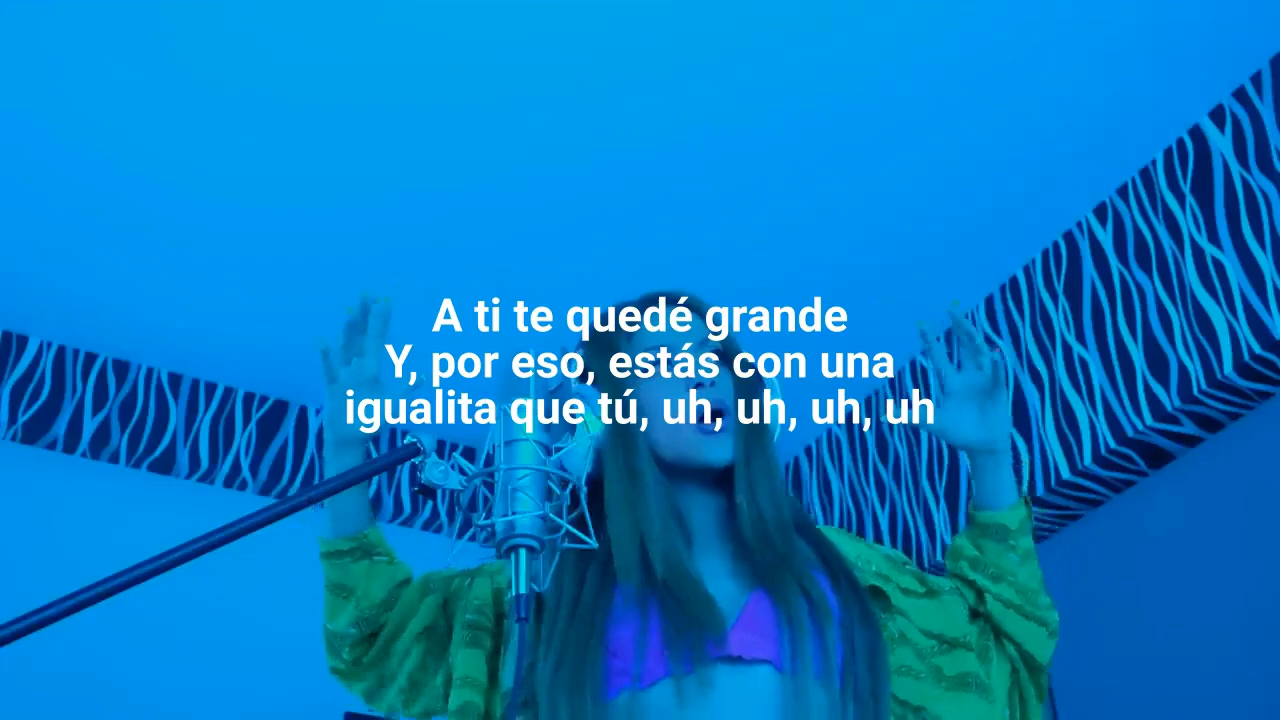 A ti te quedé grande
Y, por eso, estás con una
igualita que tú, uh, uh, uh, uh